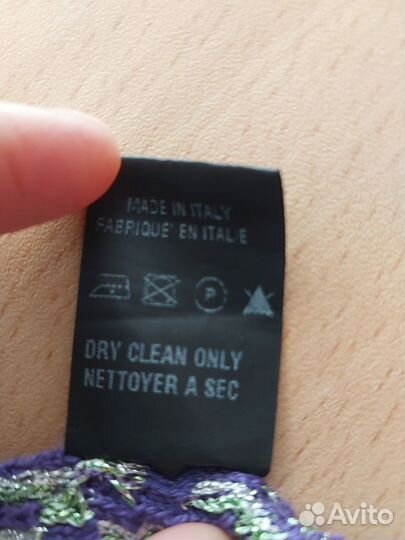 MADE IN ITALY
FABRIQUE' EN ITALIE
P
DRY CLEAN ONLY
NETTOYER A SEC
Avito